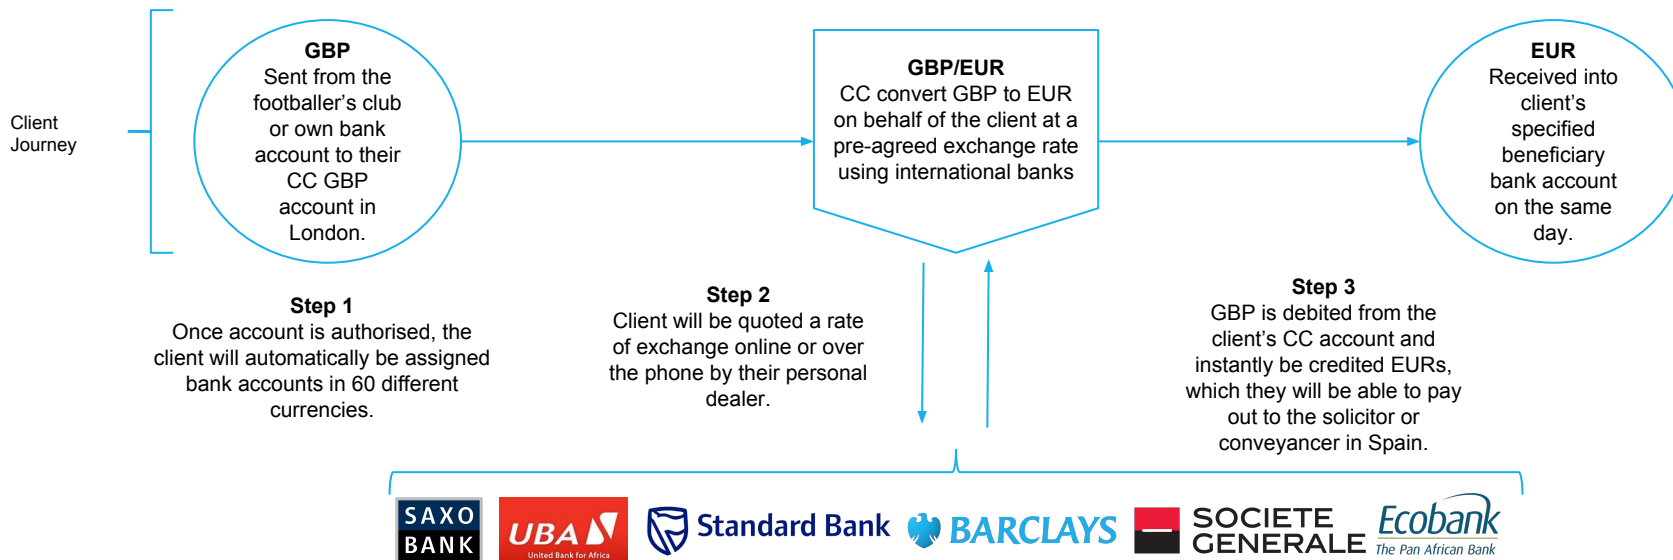 Client
Journey
GBP
Sent from the
footballer’s club
or own bank
account to their
CC GBP
account in
London.
GBP/EUR
CC convert GBP to EUR
on behalf of the client at a
pre-agreed exchange rate
using international banks
EUR
Received into
client’s
specified
beneficiary
bank account
on the same
day.
Step 1
Once account is authorised, the
client will automatically be assigned
bank accounts in 60 different
currencies.
Step 2
Client will be quoted a rate
of exchange online or over
the phone by their personal
dealer.
Step 3
GBP is debited from the
client’s CC account and
instantly be credited EURs,
which they will be able to pay
out to the solicitor or
conveyancer in Spain.
SAXO
BANK
UBA
United Bank for Africa
Standard Bank
BARCLAYS
SOCIETE
GENERALE
Ecobank
The Pan African Bank